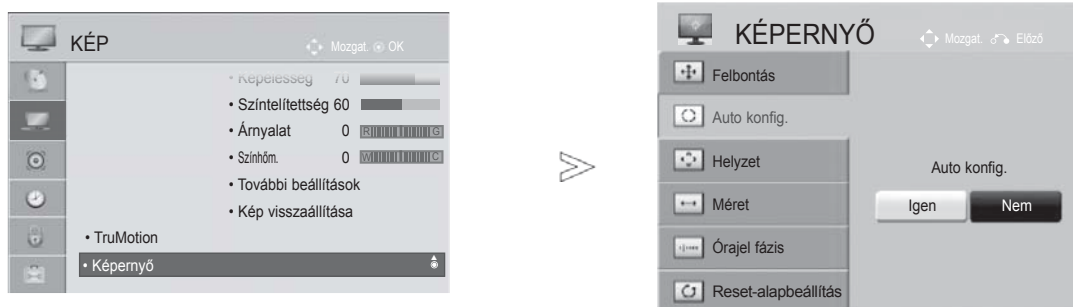 KÉP
Mozgat. OK
• Képélesség 70
• Színtelítettség 60
• Árnyalat 0 R G
• Színhőm. 0 W C
• További beállítások
• Kép visszaállítása
• TruMotion
• Képernyő
KÉPERNYŐ
Mozgat. Előző
Felbontás
Auto konfig.
Helyzet
Méret
Órajel fázis
Reset-alapbeállítás
Auto konfig.
Igen
Nem